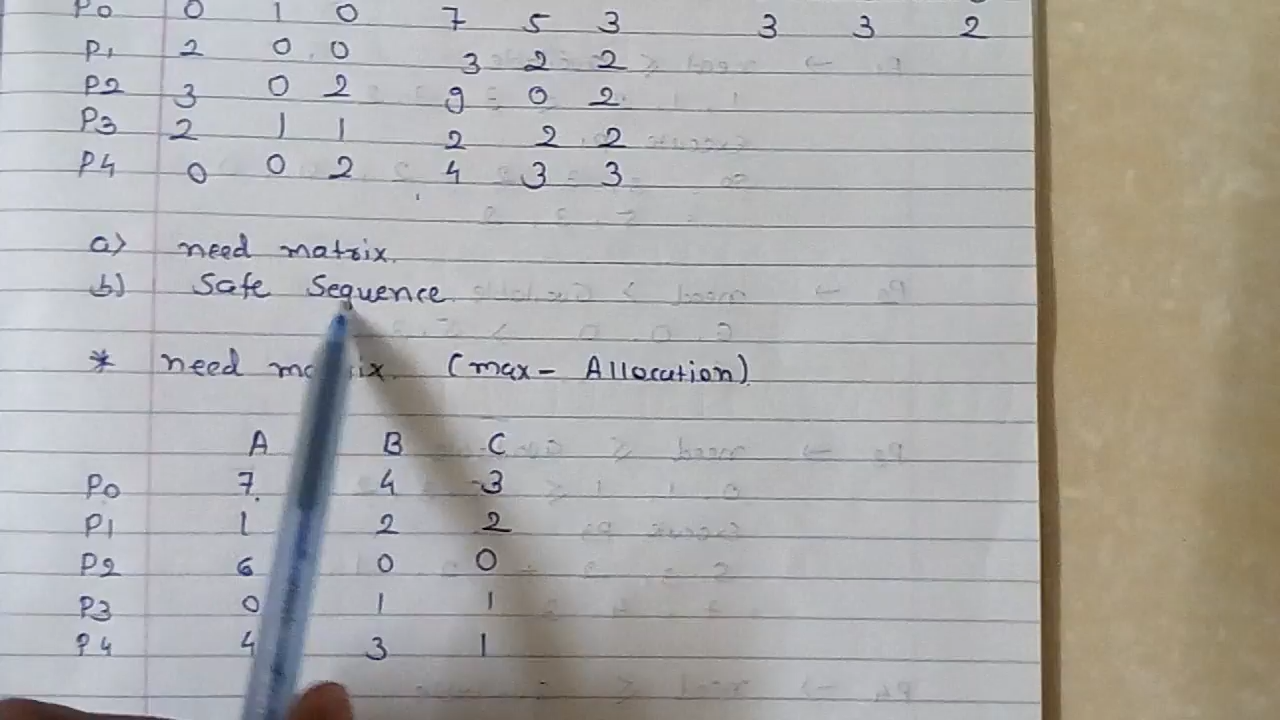 P0 0 1 0 7 5 3 3 3 2
P1 2 0 0 3 2 2
P2 3 0 2 9 0 2
P3 2 1 1 2 2 2
P4 0 0 2 4 3 3
a) need matrix.
b) Safe Sequence
* need matrix. (max - Allocation)
A B C
P0 7 4 3
P1 1 2 2
P2 6 0 0
P3 0 1 1
P4 4 3 1